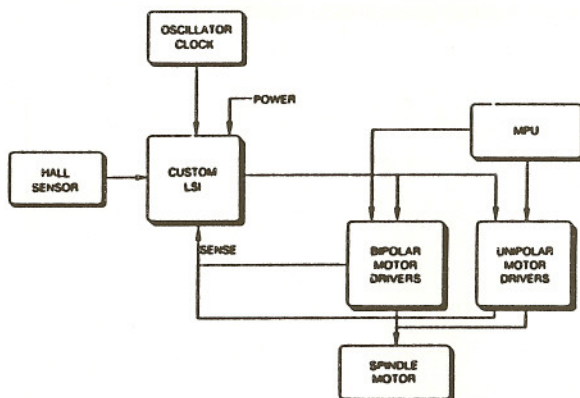 OSCILLATOR
CLOCK
POWER
MPU
HALL
SENSOR
CUSTOM
LSI
SENSE
BIPOLAR
MOTOR
DRIVERS
UNIPOLAR
MOTOR
DRIVERS
SPINDLE
MOTOR